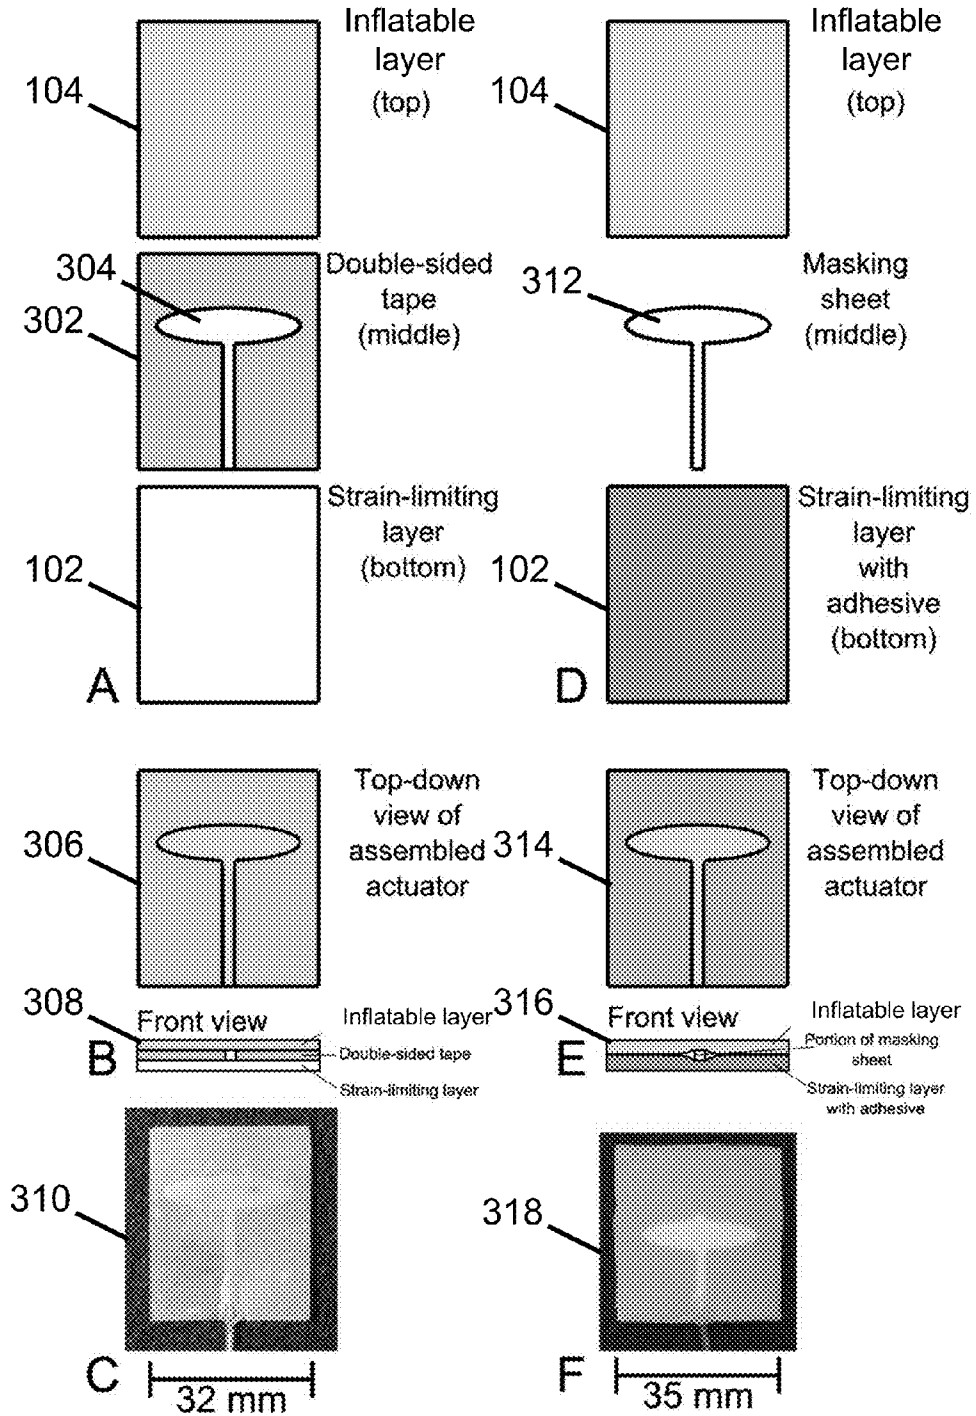 Inflatable
layer
(top)
104
Double-sided
tape
(middle)
304
302
Strain-limiting
layer
(bottom)
102
A
Inflatable
layer
(top)
104
Masking
sheet
(middle)
312
Strain-limiting
layer
with
adhesive
(bottom)
102
D
Top-down
view of
assembled
actuator
306
308
Front view
Inflatable layer
Double-sided tape
Strain-limiting layer
B
310
C
32 mm
Top-down
view of
assembled
actuator
314
316
Front view
Inflatable layer
Portion of masking
sheet
Strain-limiting layer
with adhesive
E
318
F
35 mm